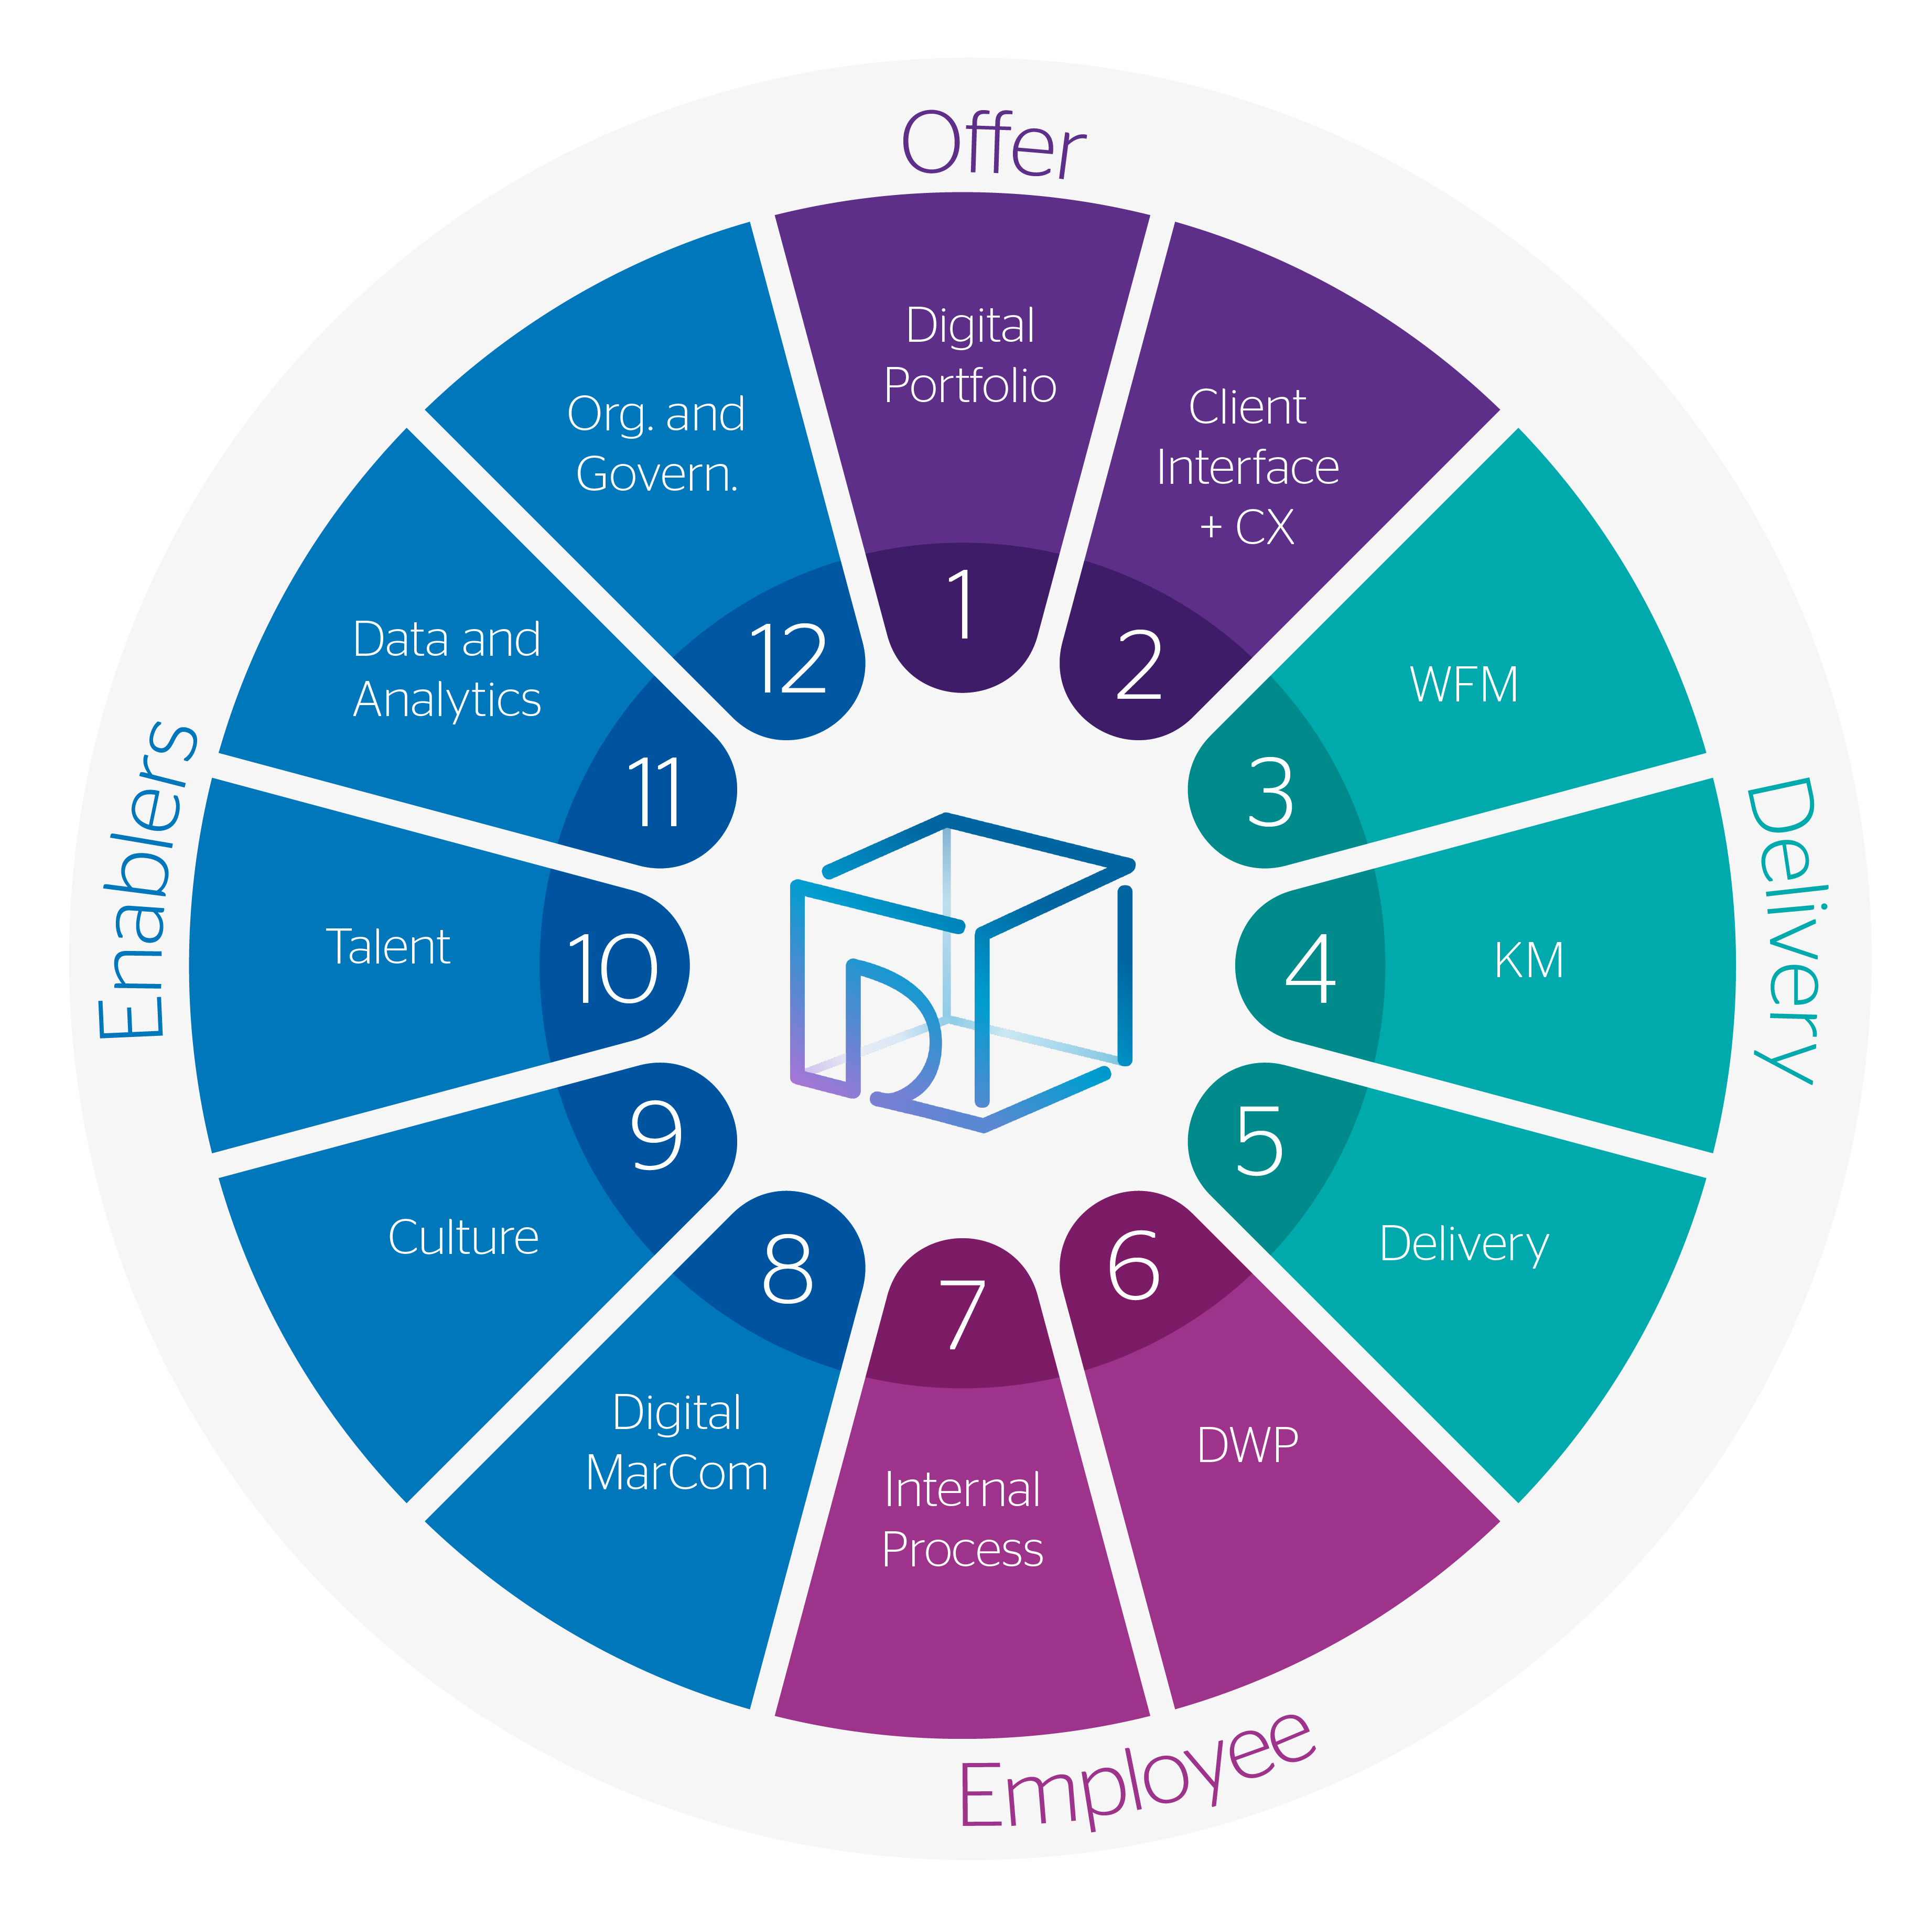 Offer
Digital
Portfolio
1
Client
Interface
+ CX
2
Delivery
WFM
3
KM
4
Delivery
5
Employee
DWP
6
Internal
Process
7
Enablers
Digital
MarCom
8
Culture
9
Talent
10
Data and
Analytics
11
Org. and
Govern.
12